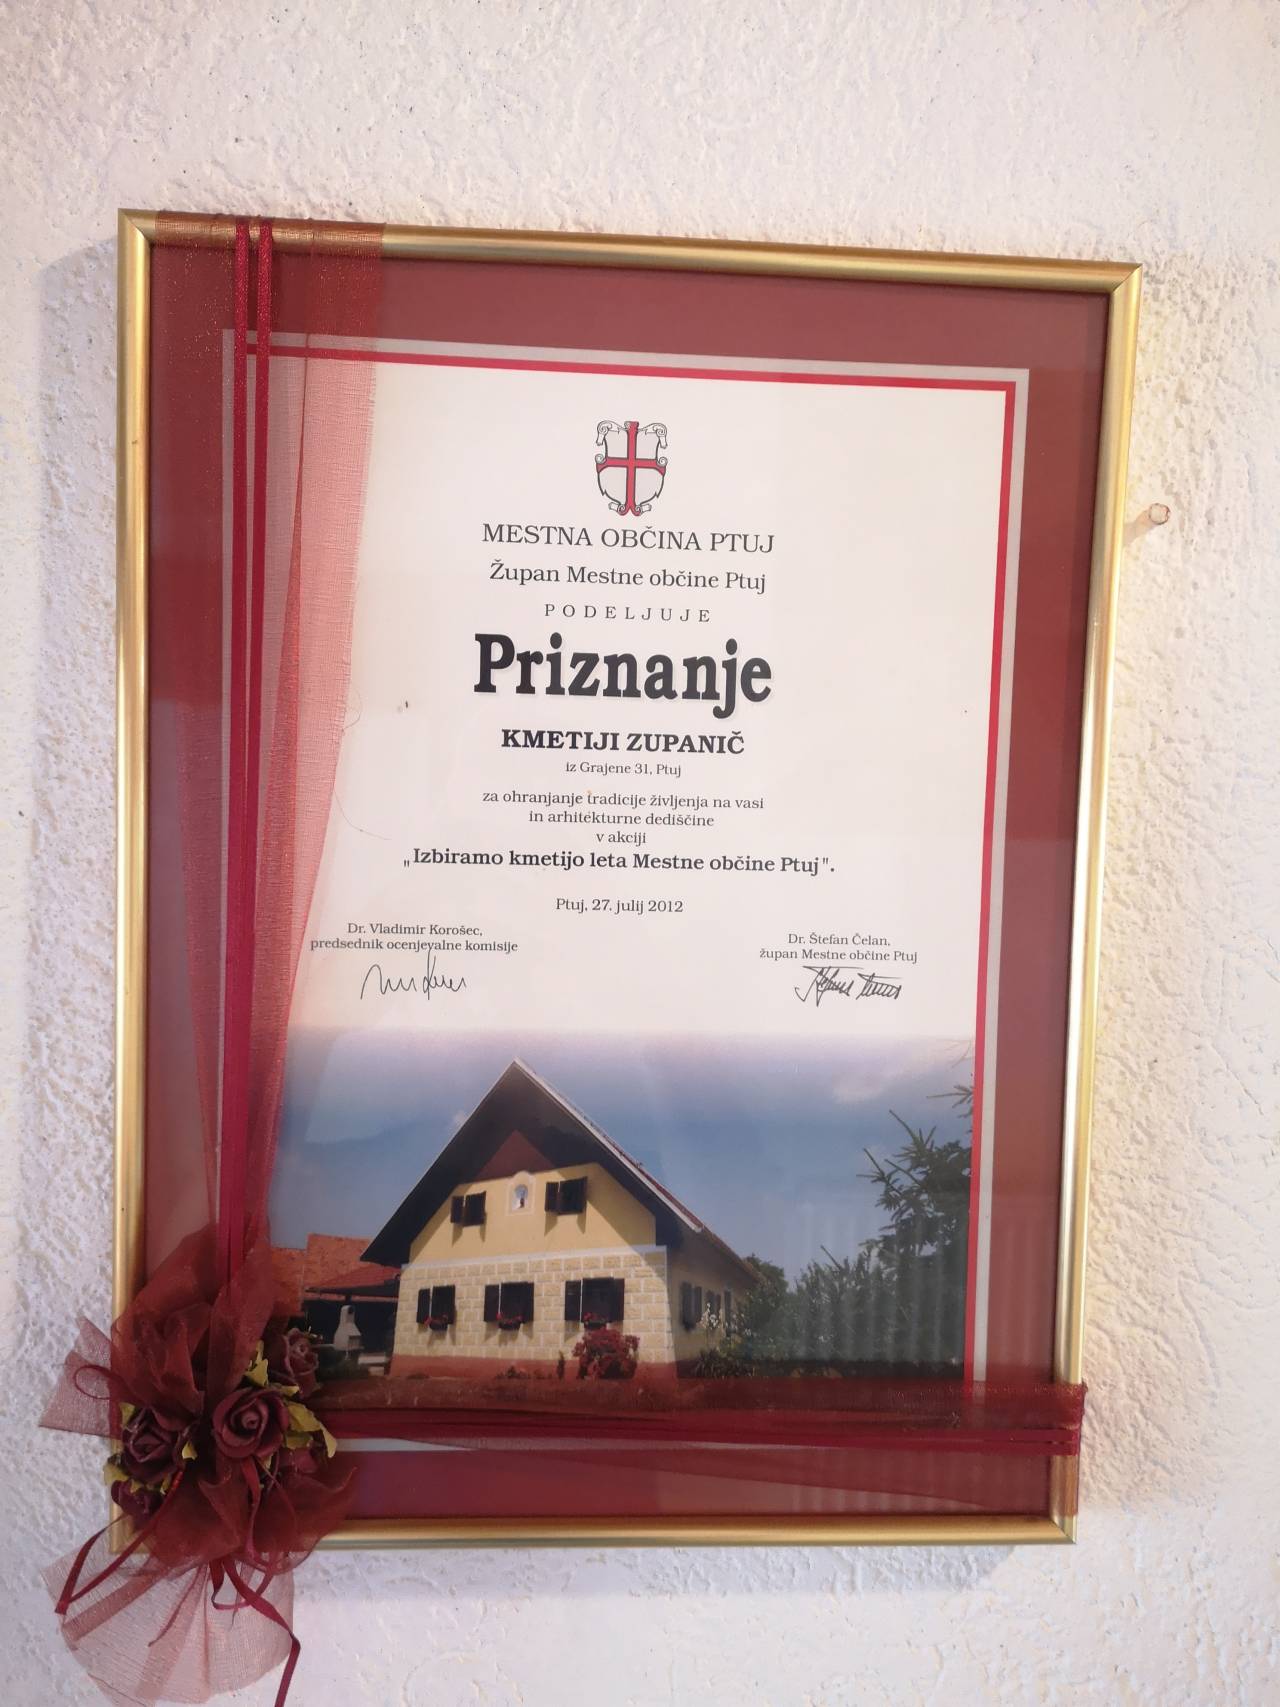 MESTNA OBČINA PTUJ
Župan Mestne občine Ptuj
PODELJUJE
Priznanje
KMETIJI ZUPANIČ
iz Grajene 31, Ptuj
za ohranjanje tradicije življenja na vasi
in arhitekturne dediščine
v akciji
„Izbiramo kmetijo leta Mestne občine Ptuj".
Ptuj, 27. julij 2012
Dr. Vladimir Korošec,
predsednik ocenjevalne komisije
Dr. Štefan Čelan,
župan Mestne občine Ptuj